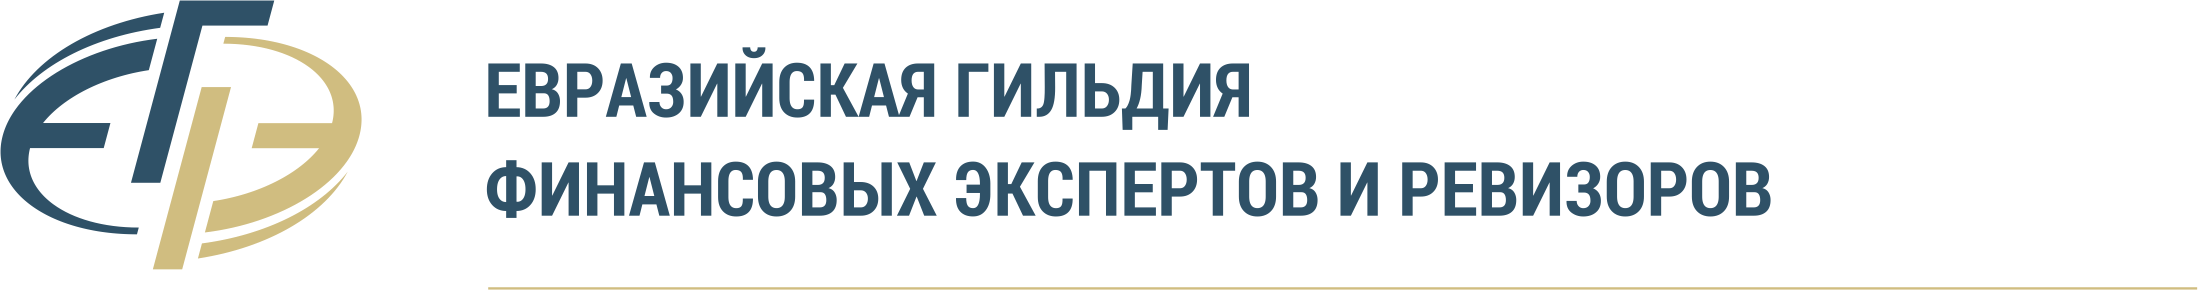 ЕВРАЗИЙСКАЯ ГИЛЬДИЯ
ФИНАНСОВЫХ ЭКСПЕРТОВ И РЕВИЗОРОВ